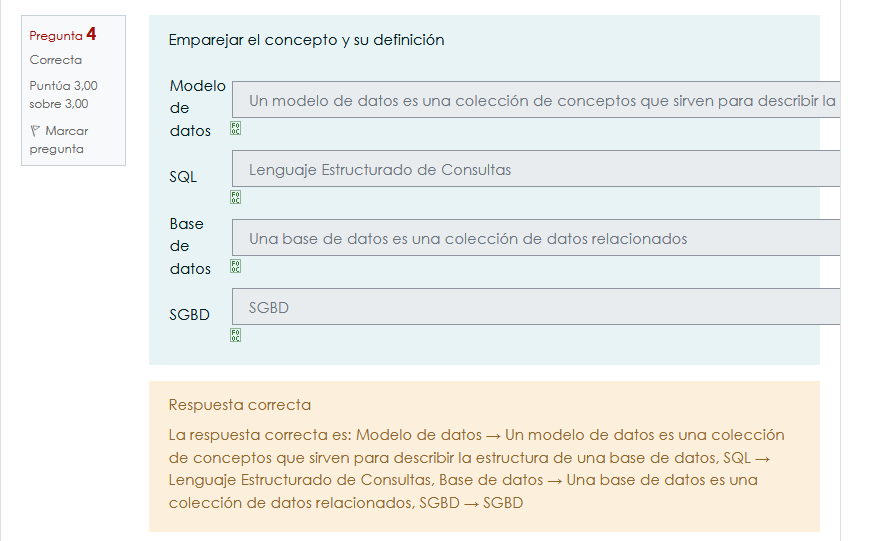 Pregunta 4
Correcta
Puntúa 3,00
sobre 3,00
Marcar
pregunta
Emparejar el concepto y su definición
Modelo
de
datos
Un modelo de datos es una colección de conceptos que sirven para describir la
SQL
Lenguaje Estructurado de Consultas
Base
de
datos
Una base de datos es una colección de datos relacionados
SGBD
SGBD
Respuesta correcta
La respuesta correcta es: Modelo de datos → Un modelo de datos es una colección
de conceptos que sirven para describir la estructura de una base de datos, SQL →
Lenguaje Estructurado de Consultas, Base de datos → Una base de datos es una
colección de datos relacionados, SGBD → SGBD